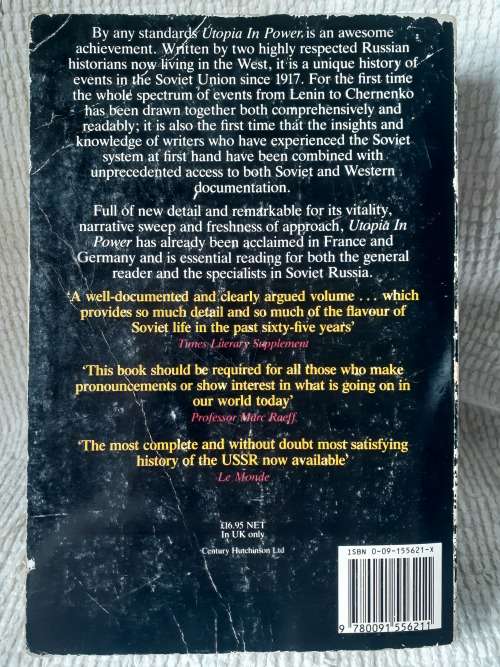 By any standards Utopia In Power is an awesome
achievement. Written by two highly respected Russian
historians now living in the West, it is a unique history of
events in the Soviet Union since 1917. For the first time
the whole spectrum of events from Lenin to Chernenko
has been drawn together both comprehensively and
readably; it is also the first time that the insights and
knowledge of writers who have experienced the Soviet
system at first hand have been combined with
unprecedented access to both Soviet and Western
documentation.
Full of new detail and remarkable for its vitality,
narrative sweep and freshness of approach, Utopia In
Power has already been acclaimed in France and
Germany and is essential reading for both the general
reader and the specialists in Soviet Russia.
'A well-documented and clearly argued volume . . . which
provides so much detail and so much of the flavour of
Soviet life in the past sixty-five years'
Times Literary Supplement
'This book should be required for all those who make
pronouncements or show interest in what is going on in
our world today'
Professor Marc Raeff
'The most complete and without doubt most satisfying
history of the USSR now available'
Le Monde
£16.95 NET
In UK only
Century Hutchinson Ltd
ISBN 0-09-155621-X
9 780091 556211